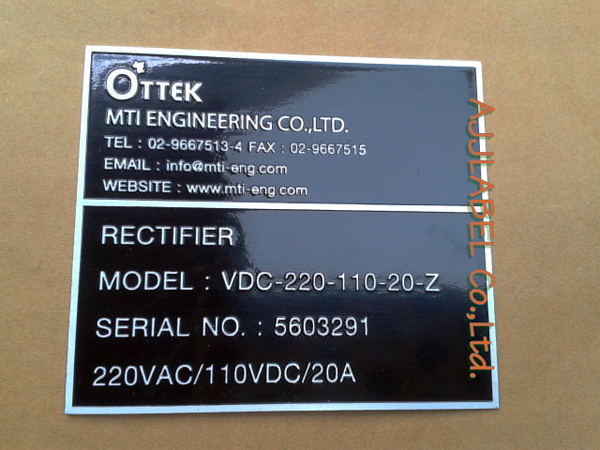 OTTEK
MTI ENGINEERING CO.,LTD.
TEL : 02-9667513-4 FAX : 02-9667515
EMAIL : info@mti-eng.com
WEBSITE : www.mti-eng.com
RECTIFIER
MODEL : VDC-220-110-20-Z
SERIAL NO. : 5603291
220VAC/110VDC/20A
AJJLABEL Co.,Ltd.